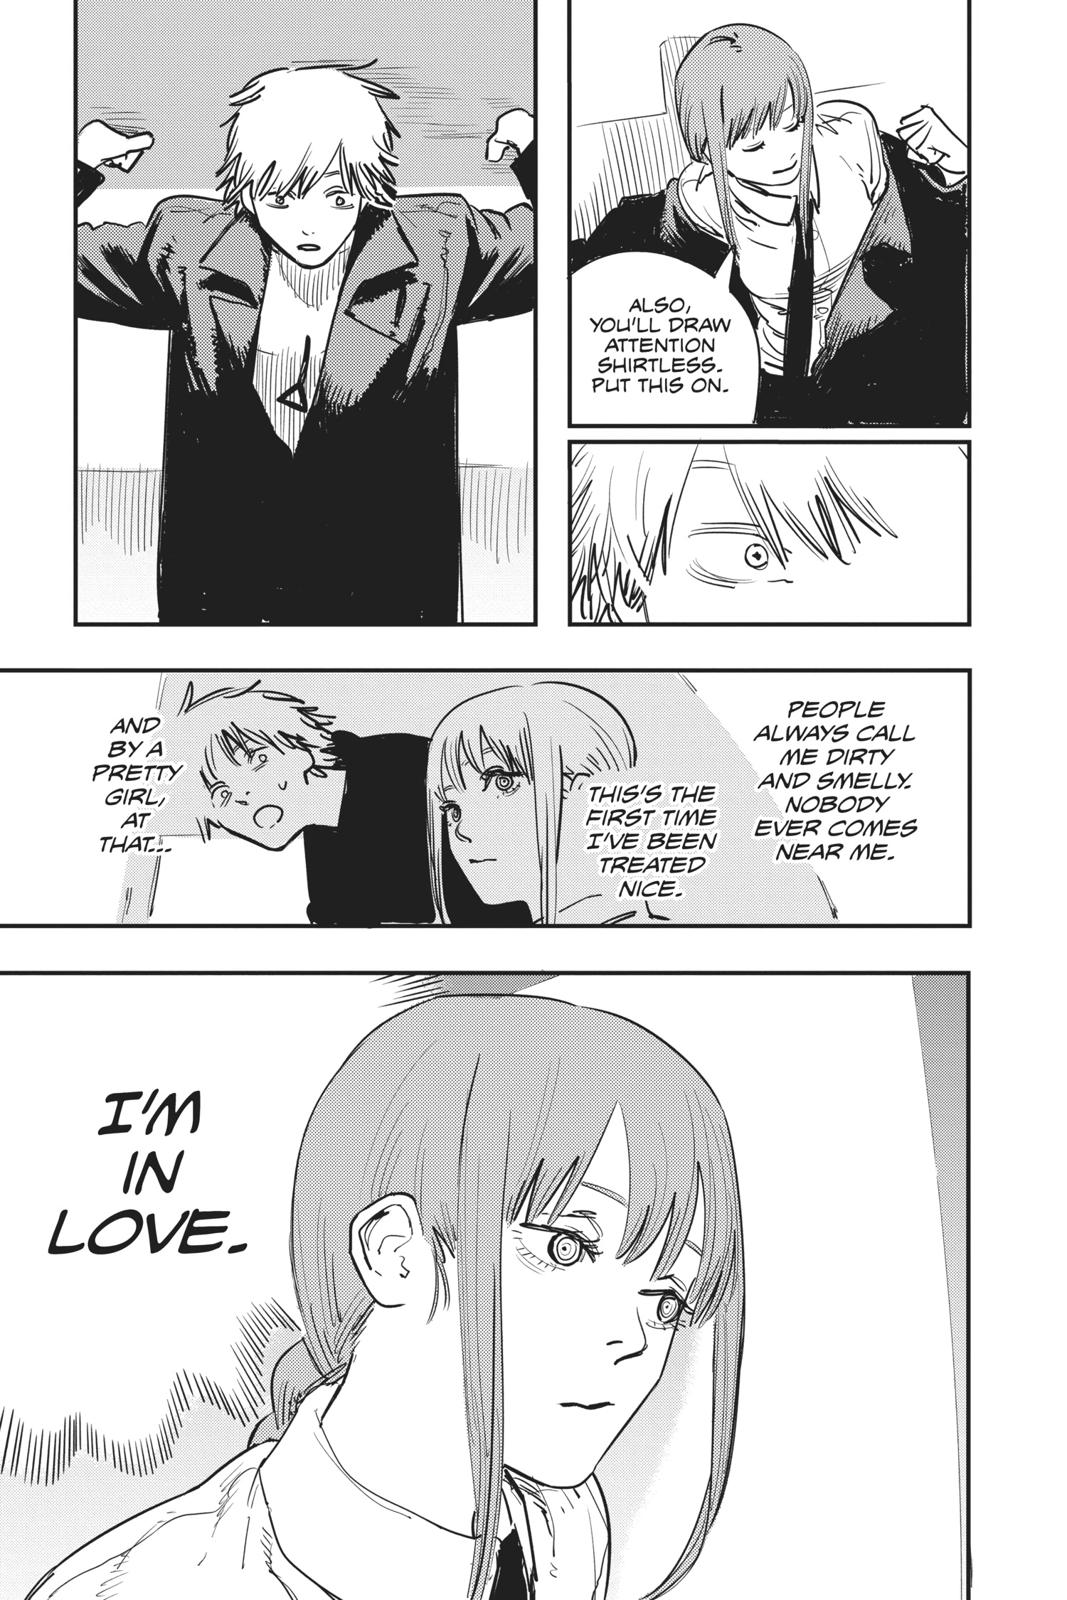 ALSO,
YOU'LL DRAW
ATTENTION
SHIRTLESS.
PUT THIS ON.
PEOPLE
ALWAYS CALL
ME DIRTY
AND SMELLY.
NOBODY
EVER COMES
NEAR ME.
THIS'S THE
FIRST TIME
I'VE BEEN
TREATED
NICE.
AND
BY A
PRETTY
GIRL,
AT
THAT...
I'M
IN
LOVE.